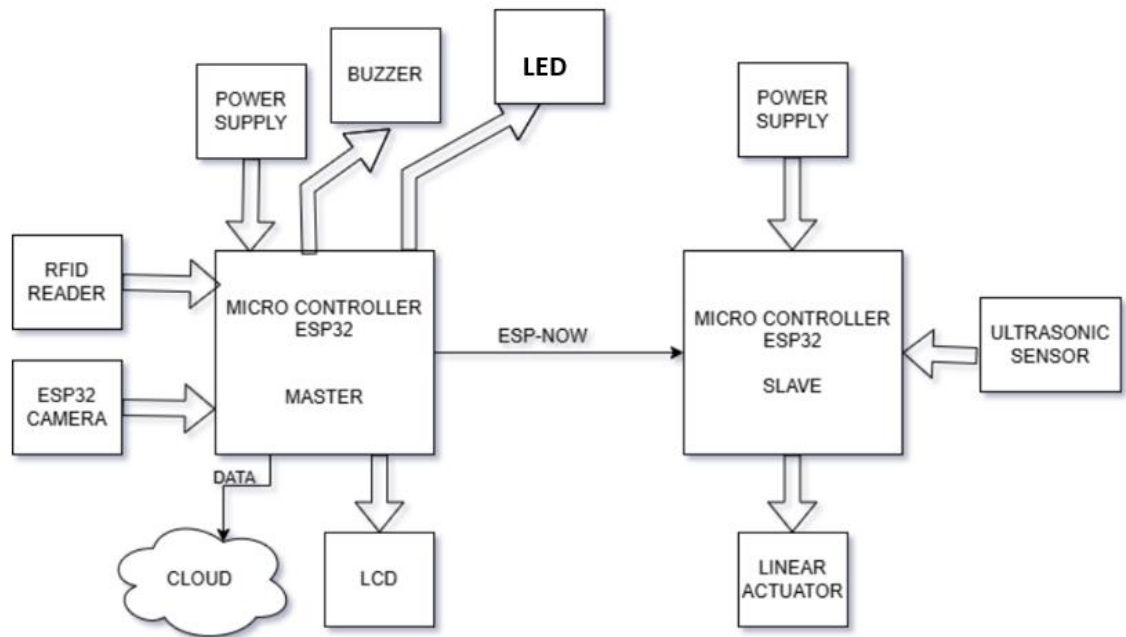 BUZZER
LED
POWER
SUPPLY
POWER
SUPPLY
RFID
READER
MICRO CONTROLLER
ESP32
MASTER
ESP-NOW
MICRO CONTROLLER
ESP32
SLAVE
ULTRASONIC
SENSOR
ESP32
CAMERA
DATA
CLOUD
LCD
LINEAR
ACTUATOR